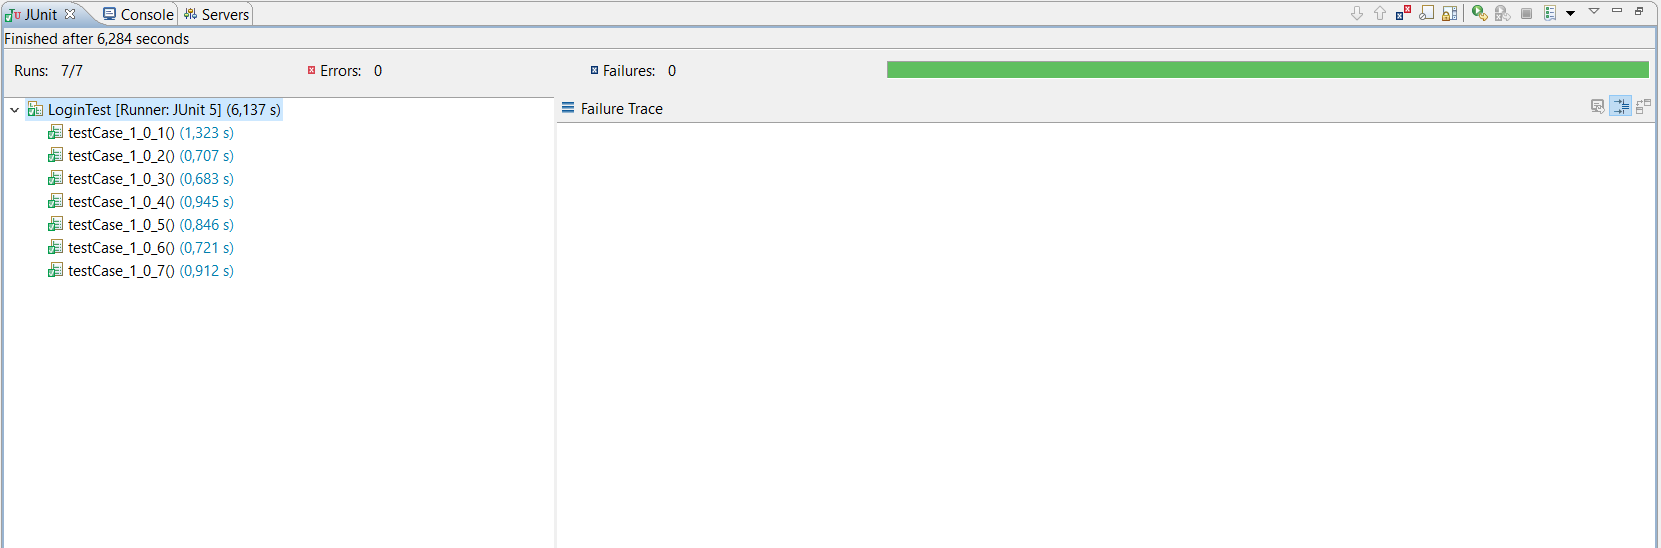 JUnit Console Servers
Finished after 6,284 seconds
Runs: 7/7 Errors: 0 Failures: 0
LoginTest [Runner: JUnit 5] (6,137 s)
testCase_1_0_1() (1,323 s)
testCase_1_0_2() (0,707 s)
testCase_1_0_3() (0,683 s)
testCase_1_0_4() (0,945 s)
testCase_1_0_5() (0,846 s)
testCase_1_0_6() (0,721 s)
testCase_1_0_7() (0,912 s)
Failure Trace